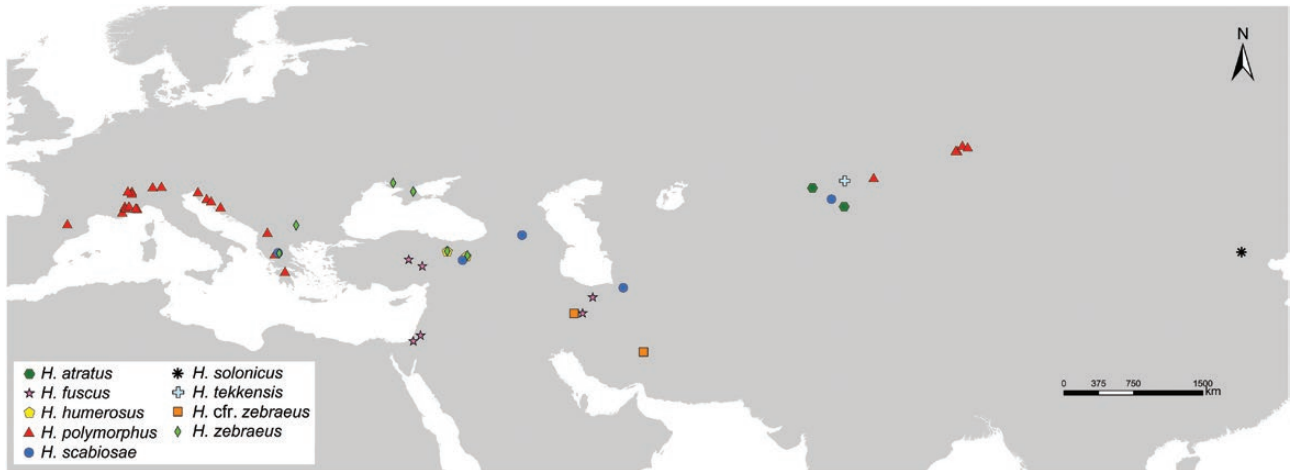 N
H. atratus
H. fuscus
H. humerosus
H. polymorphus
H. scabiosae
H. solonicus
H. tekkensis
H. cfr. zebraeus
H. zebraeus
0 375 750 1500
km